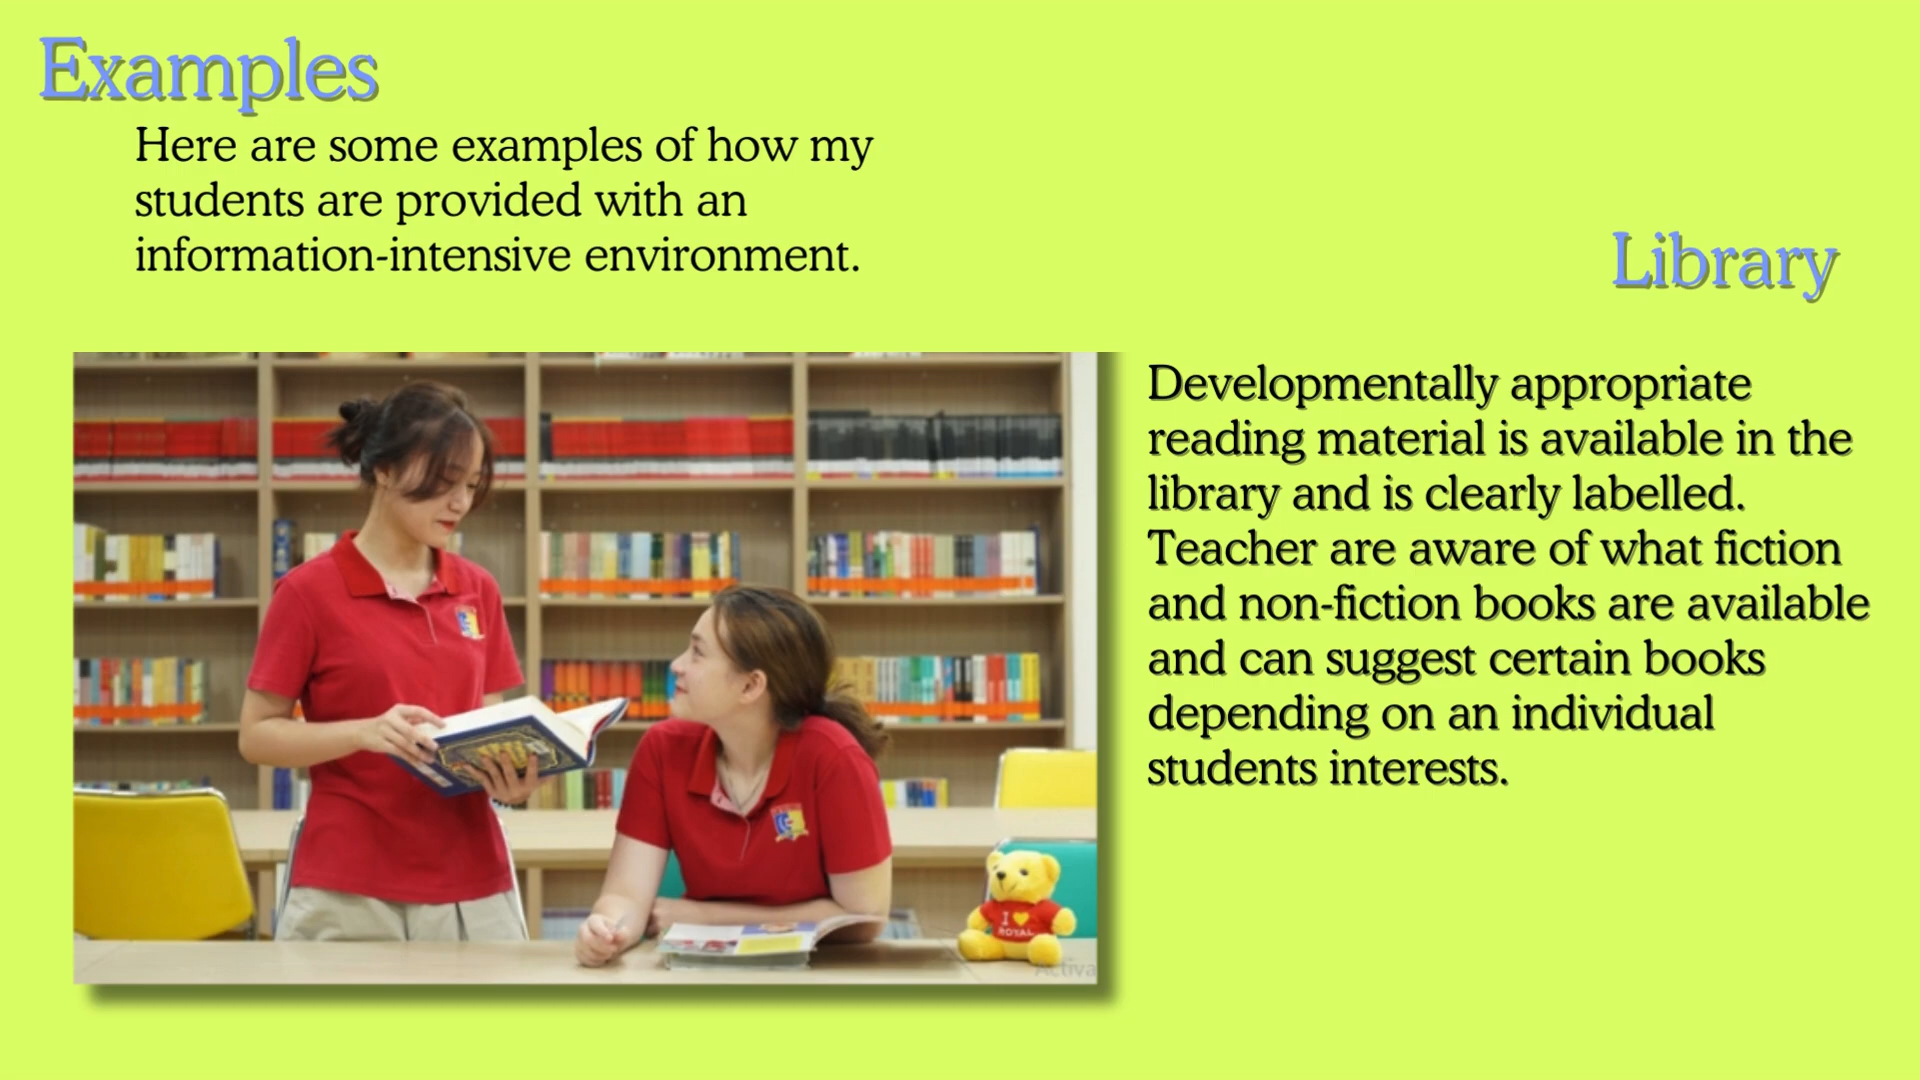 Examples
Here are some examples of how my
students are provided with an
information-intensive environment.
Library
Developmentally appropriate
reading material is available in the
library and is clearly labelled.
Teacher are aware of what fiction
and non-fiction books are available
and can suggest certain books
depending on an individual
students interests.
I
ROYAL
Activa